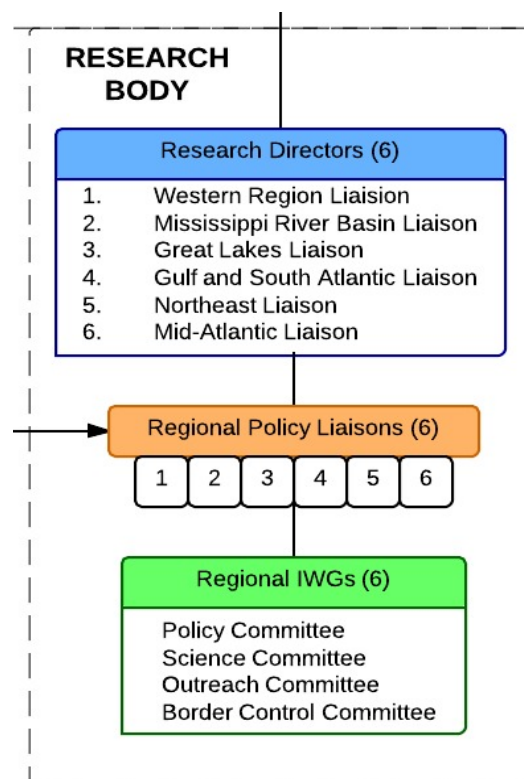 RESEARCH
BODY
Research Directors (6)
1. Western Region Liaision
2. Mississippi River Basin Liaison
3. Great Lakes Liaison
4. Gulf and South Atlantic Liaison
5. Northeast Liaison
6. Mid-Atlantic Liaison
Regional Policy Liaisons (6)
1 2 3 4 5 6
Regional IWGs (6)
Policy Committee
Science Committee
Outreach Committee
Border Control Committee